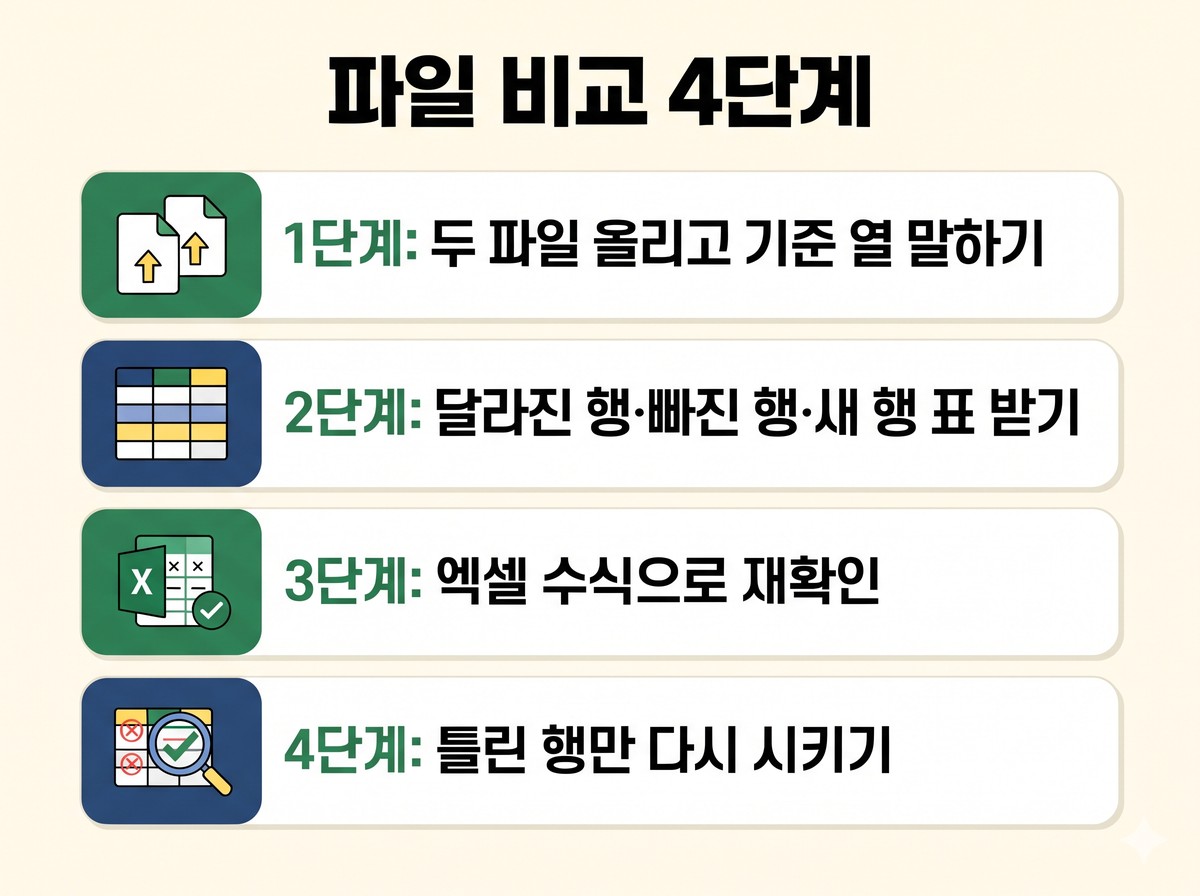 파일 비교 4단계
1단계: 두 파일 올리고 기준 열 말하기
2단계: 달라진 행·빠진 행·새 행 표 받기
X
3단계: 엑셀 수식으로 재확인
4단계: 틀린 행만 다시 시키기